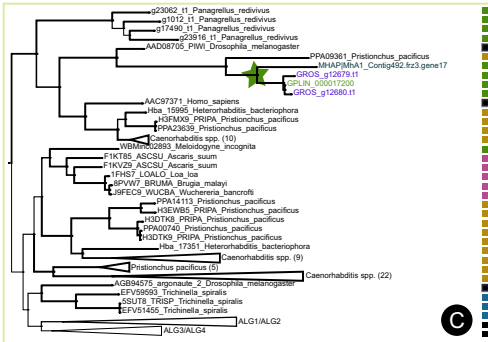 g23062_t1_Panagrellus_redivivus
g1012_t1_Panagrellus_redivivus
g17490_t1_Panagrellus_redivivus
g23916_t1_Panagrellus_redivivus
AAD08705_PIWI_Drosophila_melanogaster
PPA09361_Pristionchus_pacificus
MHAP|MhA1_Contig492.frz3.gene17
GROS_g12679.t1
GPLIN_000017200
GROS_g12680.t1
AAC97371_Homo_sapiens
Hba_15995_Heterorhabditis_bacteriophora
H3FMX9_PRIPA_Pristionchus_pacificus
PPA23639_Pristionchus_pacificus
Caenorhabditis spp. (10)
WBMinc02893_Meloidogyne_incognita
F1KT85_ASCSU_Ascaris_suum
F1KVZ9_ASCSU_Ascaris_suum
1FHS7_LOALO_Loa_loa
8PVW7_BRUMA_Brugia_malayi
J9FEC9_WUCBA_Wuchereria_bancrofti
PPA14113_Pristionchus_pacificus
H3EWB5_PRIPA_Pristionchus_pacificus
H3DTK8_PRIPA_Pristionchus_pacificus
PPA00740_Pristionchus_pacificus
H3DTK9_PRIPA_Pristionchus_pacificus
Hba_17351_Heterorhabditis_bacteriophora
Caenorhabditis spp. (9)
Pristionchus pacificus (5)
Caenorhabditis spp. (22)
AGB94575_argonaute_2_Drosophila_melanogaster
EFV59593_Trichinella_spiralis
5SUT8_TRISP_Trichinella_spiralis
EFV51455_Trichinella_spiralis
ALG1/ALG2
ALG3/ALG4
C